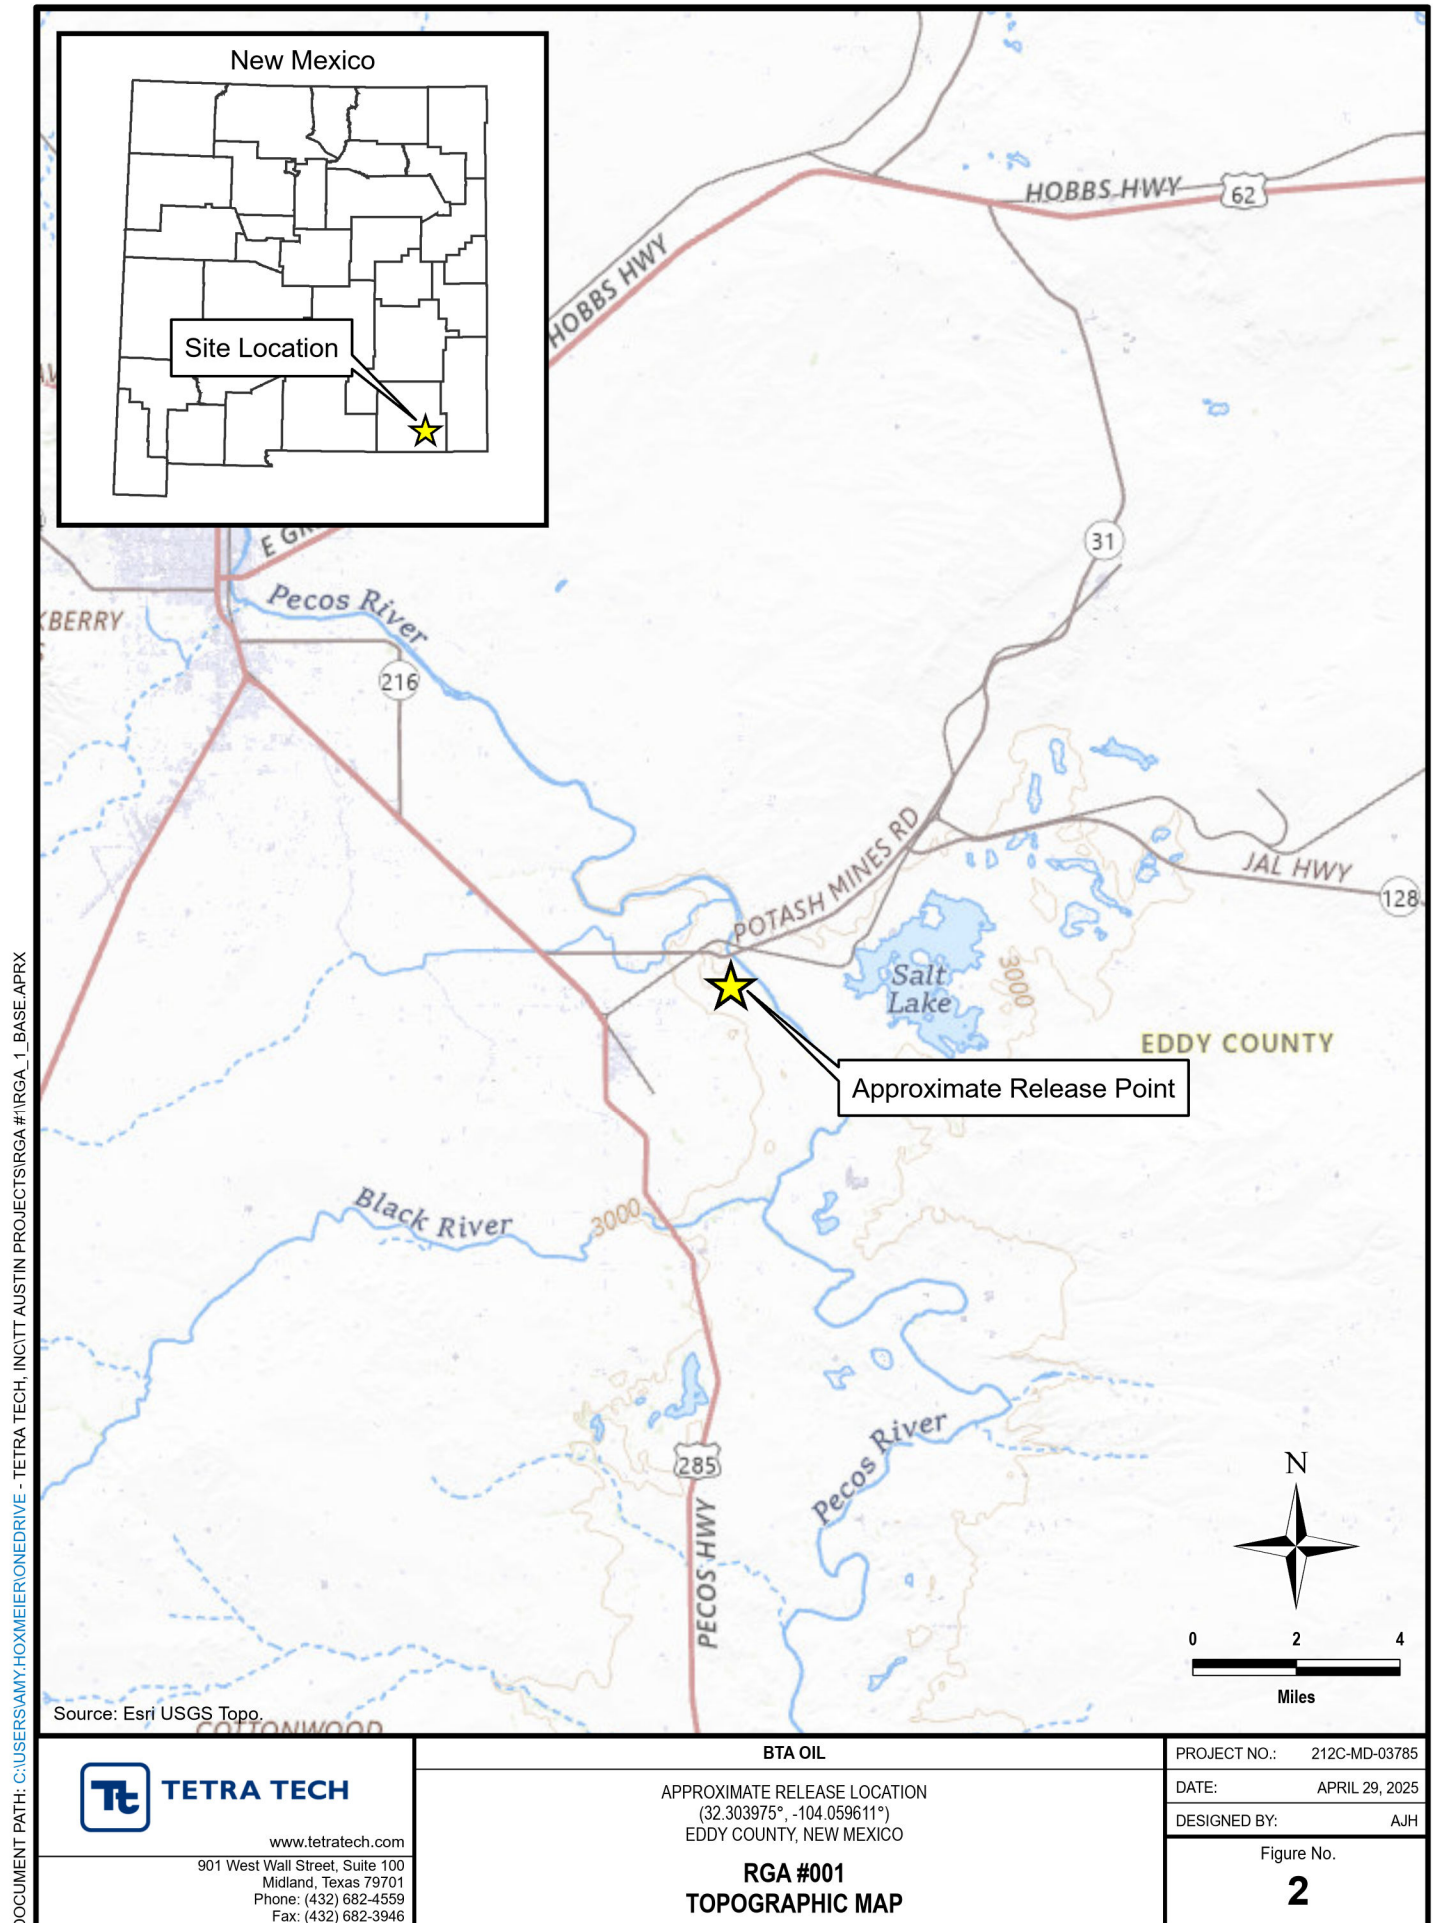 New Mexico
Site Location
HOBBS HWY
62
HOBBS HWY
31
E GR
Pecos River
KBERRY
216
POTASH MINES RD
JAL HWY
128
Salt
Lake
3000
EDDY COUNTY
Approximate Release Point
Black River
3000
285
Pecos River
PECOS HWY
N
0 2 4
Miles
Source: Esri USGS Topo.
COTTONWOOD
DOCUMENT PATH: C:\USERS\AMY.HOXMEIER\ONEDRIVE - TETRA TECH, INC\TT AUSTIN PROJECTS\RGA #1\RGA_1_BASE.APRX
Tt TETRA TECH
www.tetratech.com
901 West Wall Street, Suite 100
Midland, Texas 79701
Phone: (432) 682-4559
Fax: (432) 682-3946
BTA OIL
APPROXIMATE RELEASE LOCATION
(32.303975°, -104.059611°)
EDDY COUNTY, NEW MEXICO
RGA #001
TOPOGRAPHIC MAP
PROJECT NO.: 212C-MD-03785
DATE: APRIL 29, 2025
DESIGNED BY: AJH
Figure No.
2